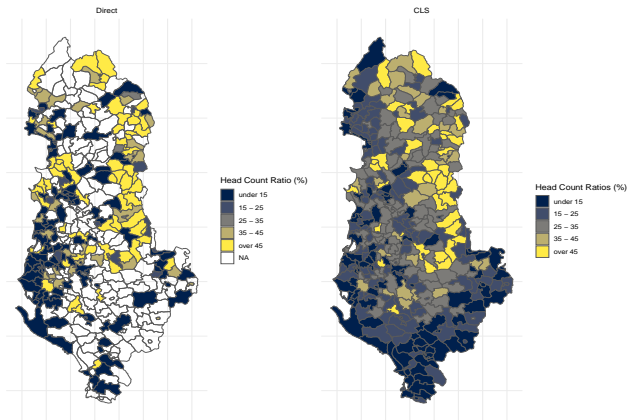 Direct
CLS
Head Count Ratio (%)
under 15
15 − 25
25 − 35
35 − 45
over 45
NA
Head Count Ratios (%)
under 15
15 − 25
25 − 35
35 − 45
over 45